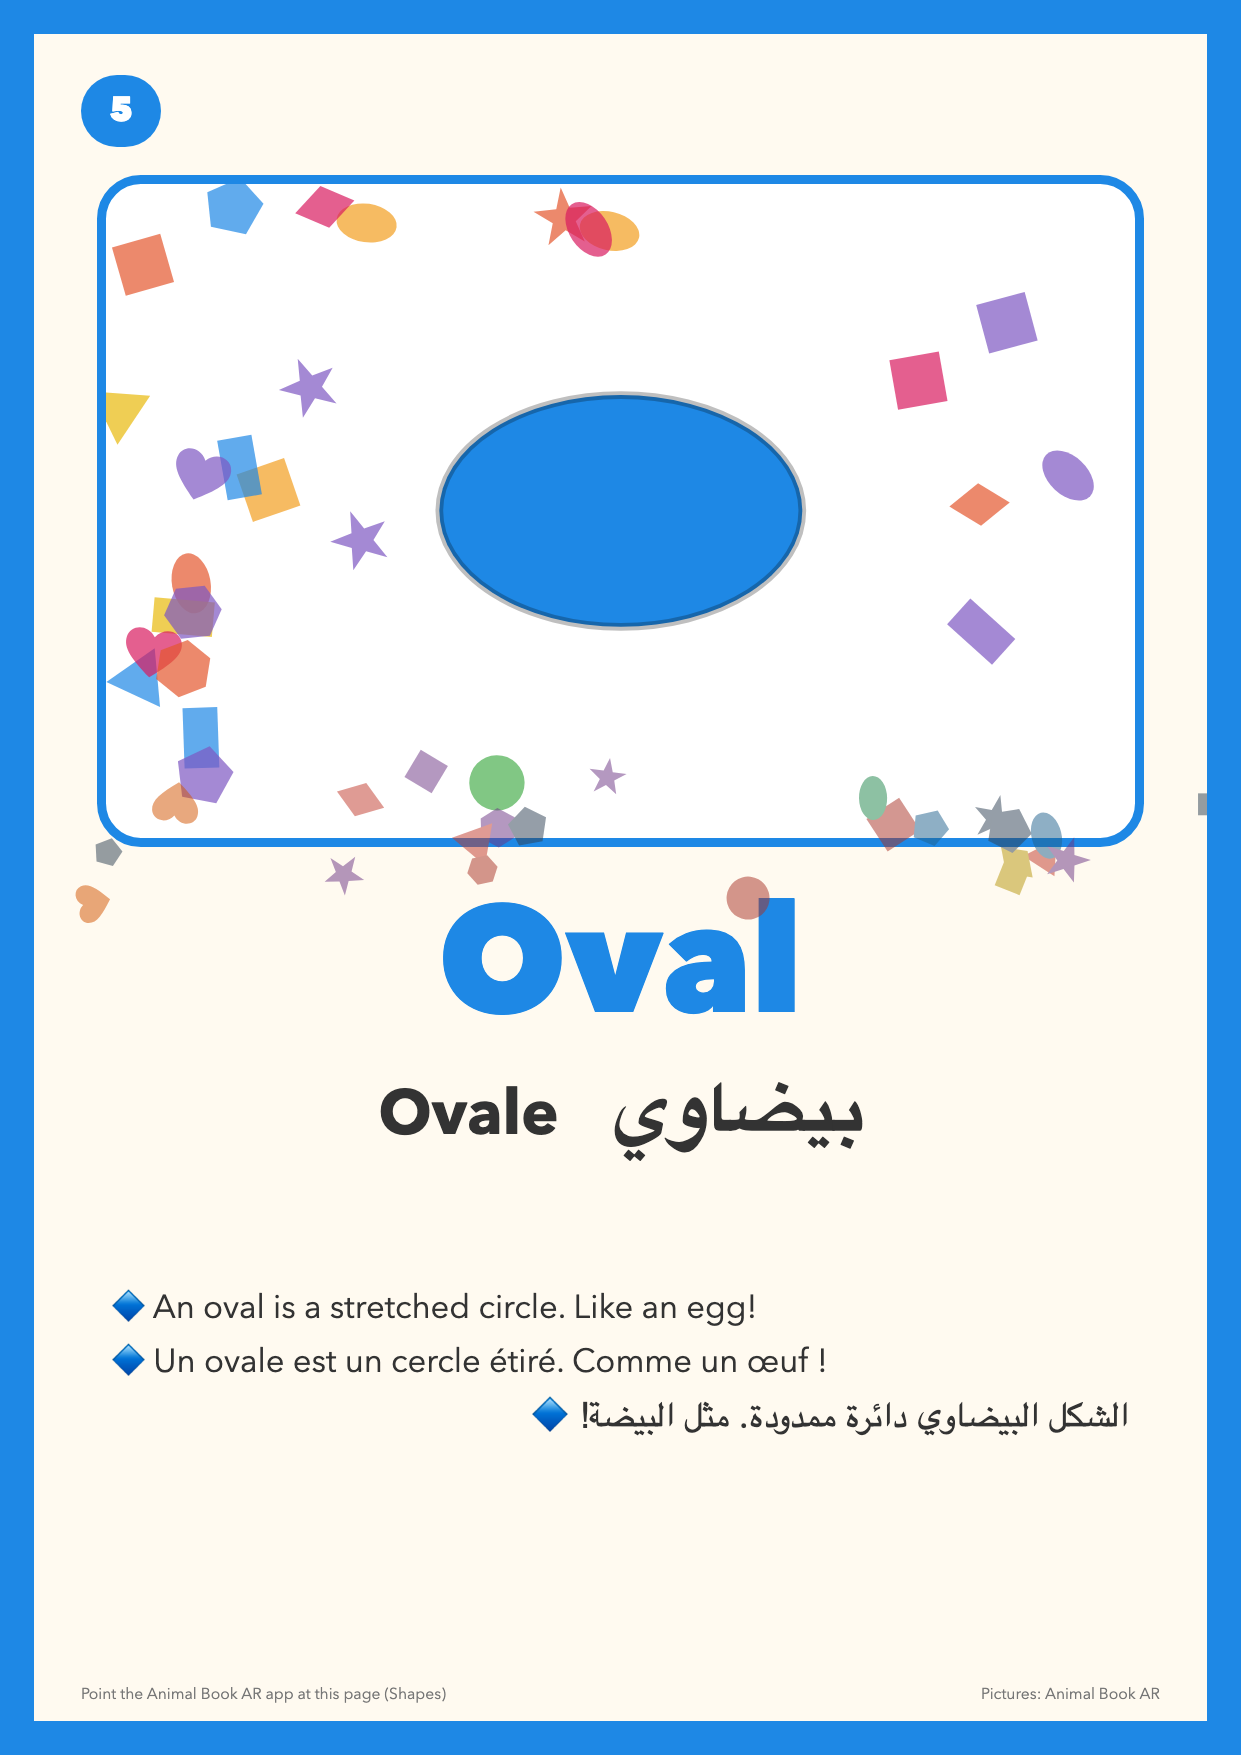 5
Oval
Ovale بيضاوي
🔷 An oval is a stretched circle. Like an egg!
🔷 Un ovale est un cercle étiré. Comme un œuf !
الشكل البيضاوي دائرة ممدودة. مثل البيضة! 🔷
Point the Animal Book AR app at this page (Shapes)
Pictures: Animal Book AR